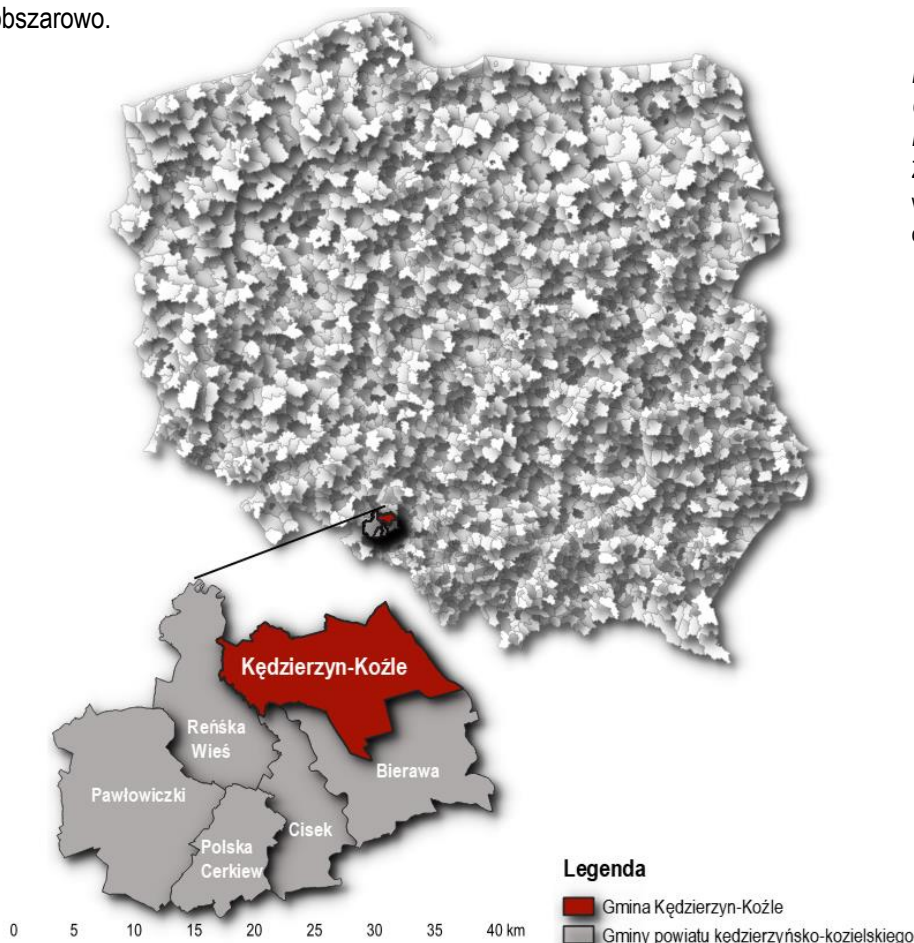 obszarowo.
Kędzierzyn-Koźle
Reńśka
Wieś
Bierawa
Pawłowiczki
Cisek
Polska
Cerkiew
Legenda
Gmina Kędzierzyn-Koźle
Gminy powiatu kędzierzyńsko-kozielskiego
0 5 10 15 20 25 30 35 40 km